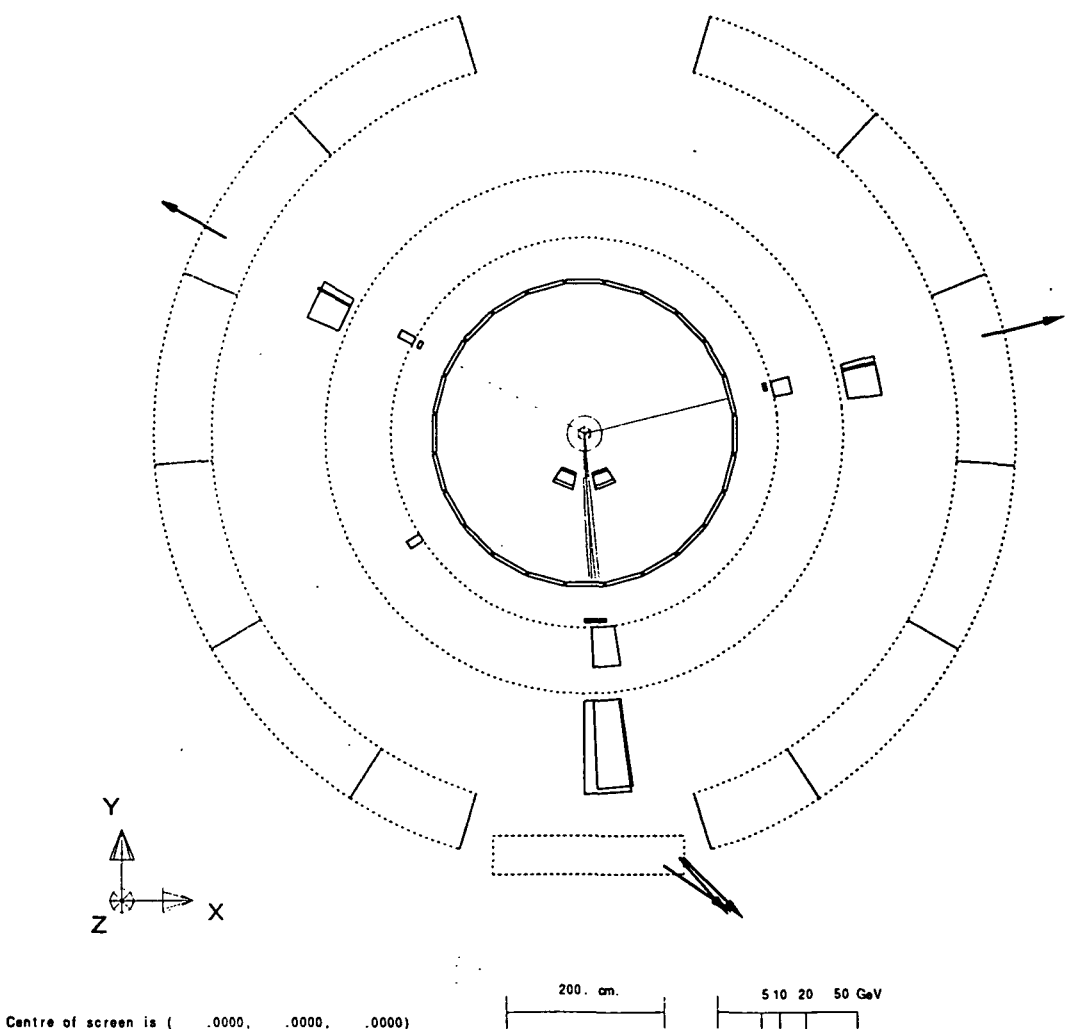 Y
Z X
200. cm.
5 10 20 50 GeV
Centre of screen is ( .0000, .0000, .0000)